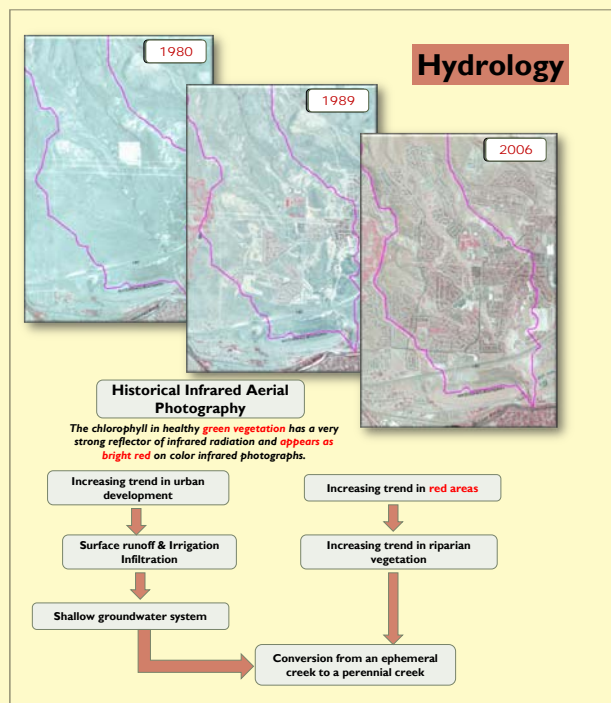 1980
Hydrology
1989
2006
Historical Infrared Aerial
Photography
The chlorophyll in healthy green vegetation has a very
strong reflector of infrared radiation and appears as
bright red on color infrared photographs.
Increasing trend in urban
development
Increasing trend in red areas
Surface runoff & Irrigation
Infiltration
Increasing trend in riparian
vegetation
Shallow groundwater system
Conversion from an ephemeral
creek to a perennial creek